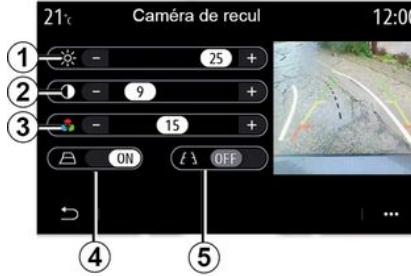 21°c Caméra de recul 12:00
1 - 25 +
2 - 9 +
3 - 15 +
ON OFF
4 5